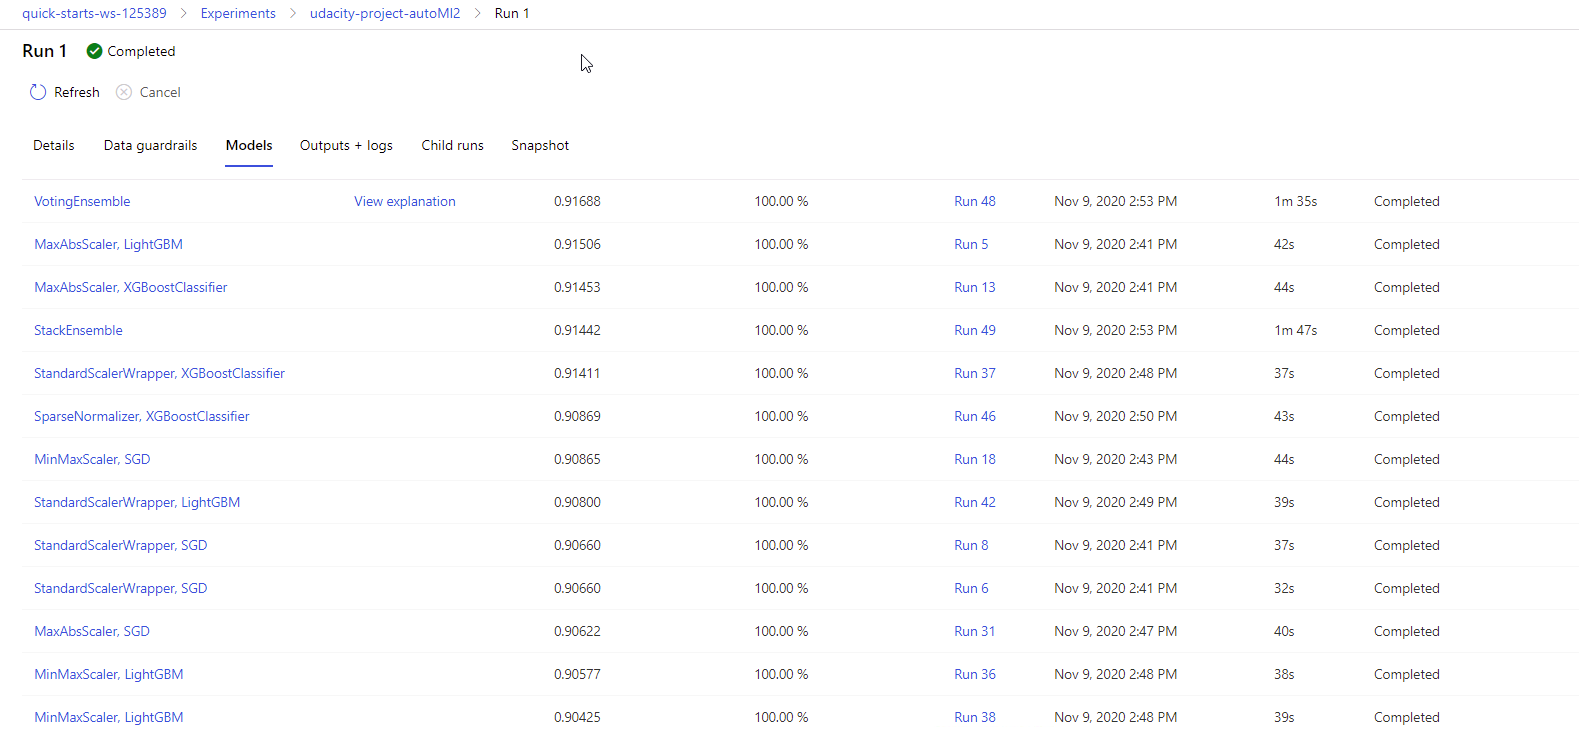 quick-starts-ws-125389 > Experiments > udacity-project-autoMl2 > Run 1
Run 1 Completed
Refresh Cancel
Details Data guardrails Models Outputs + logs Child runs Snapshot
VotingEnsemble View explanation 0.91688 100.00 % Run 48 Nov 9, 2020 2:53 PM 1m 35s Completed
MaxAbsScaler, LightGBM 0.91506 100.00 % Run 5 Nov 9, 2020 2:41 PM 42s Completed
MaxAbsScaler, XGBoostClassifier 0.91453 100.00 % Run 13 Nov 9, 2020 2:41 PM 44s Completed
StackEnsemble 0.91442 100.00 % Run 49 Nov 9, 2020 2:53 PM 1m 47s Completed
StandardScalerWrapper, XGBoostClassifier 0.91411 100.00 % Run 37 Nov 9, 2020 2:48 PM 37s Completed
SparseNormalizer, XGBoostClassifier 0.90869 100.00 % Run 46 Nov 9, 2020 2:50 PM 43s Completed
MinMaxScaler, SGD 0.90865 100.00 % Run 18 Nov 9, 2020 2:43 PM 44s Completed
StandardScalerWrapper, LightGBM 0.90800 100.00 % Run 42 Nov 9, 2020 2:49 PM 39s Completed
StandardScalerWrapper, SGD 0.90660 100.00 % Run 8 Nov 9, 2020 2:41 PM 37s Completed
StandardScalerWrapper, SGD 0.90660 100.00 % Run 6 Nov 9, 2020 2:41 PM 32s Completed
MaxAbsScaler, SGD 0.90622 100.00 % Run 31 Nov 9, 2020 2:47 PM 40s Completed
MinMaxScaler, LightGBM 0.90577 100.00 % Run 36 Nov 9, 2020 2:48 PM 38s Completed
MinMaxScaler, LightGBM 0.90425 100.00 % Run 38 Nov 9, 2020 2:48 PM 39s Completed